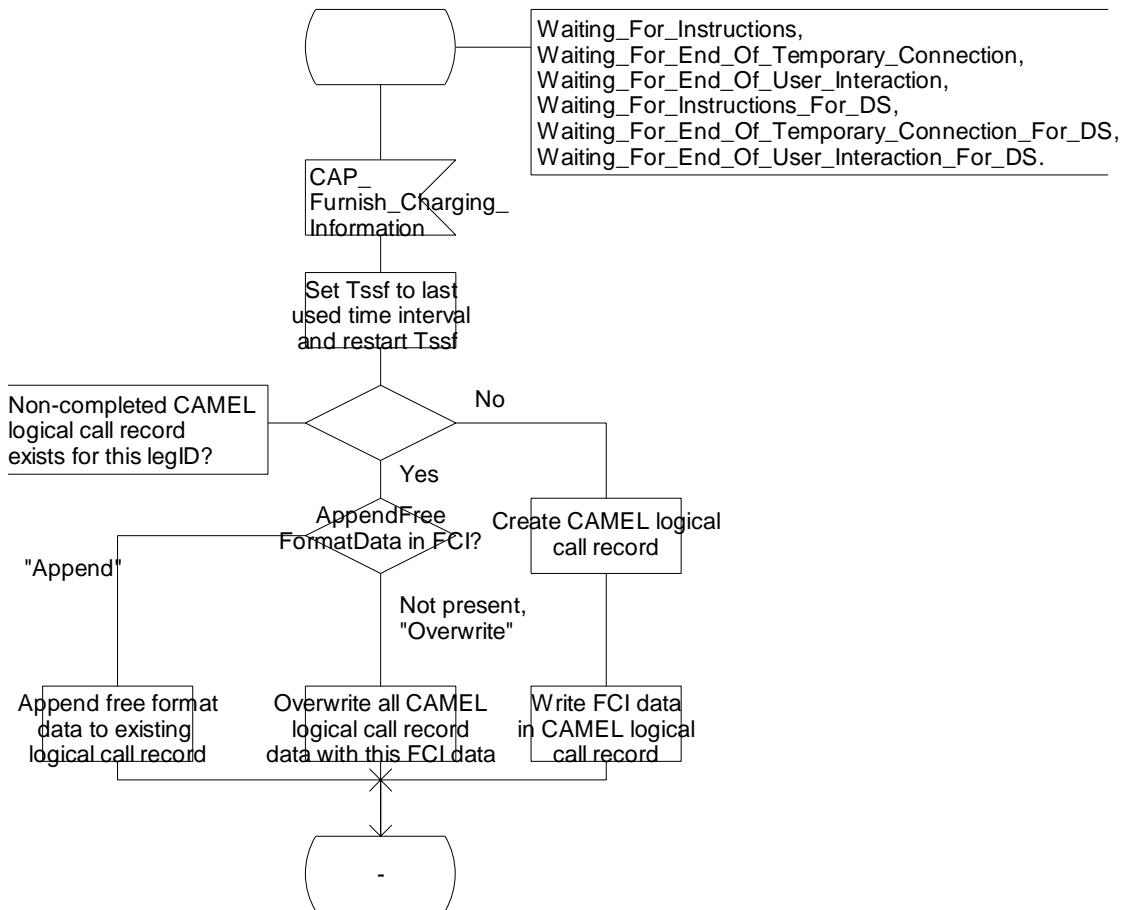 Waiting_For_Instructions,
Waiting_For_End_Of_Temporary_Connection,
Waiting_For_End_Of_User_Interaction,
Waiting_For_Instructions_For_DS,
Waiting_For_End_Of_Temporary_Connection_For_DS,
Waiting_For_End_Of_User_Interaction_For_DS.
CAP_
Furnish_Charging_
Information
Set Tssf to last
used time interval
and restart Tssf
Non-completed CAMEL
logical call record
exists for this legID?
No
Yes
AppendFree
FormatData in FCI?
Create CAMEL logical
call record
"Append"
Not present,
"Overwrite"
Append free format
data to existing
logical call record
Overwrite all CAMEL
logical call record
data with this FCI data
Write FCI data
in CAMEL logical
call record
-